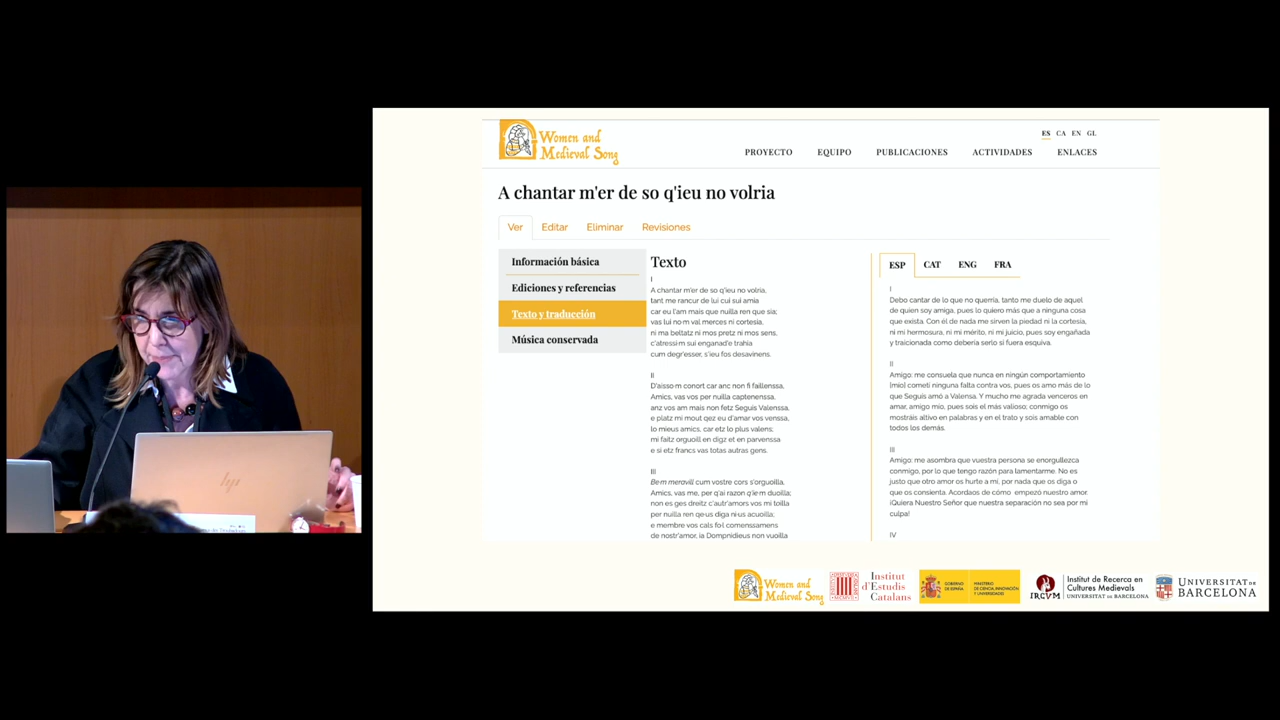 Women and
Medieval Song
ES CA EN GL
PROYECTO EQUIPO PUBLICACIONES ACTIVIDADES ENLACES
A chantar m'er de so q'ieu no volria
Ver Editar Eliminar Revisiones
Información básica
Ediciones y referencias
Texto y traducción
Música conservada
Texto
I
A chantar m'er de so q'ieu no volria,
tant me rancur de lui cui sui amia
car eu l'am mais que nuilla ren que sia;
vas lui no·m val merces ni cortesia,
ni ma beltatz ni mos pretz ni mos sens,
c'atressi·m sui enganad'e trahia
cum degr'esser, s'ieu fos desavinens.
II
D'aisso·m conort car anc non fi faillenssa,
Amics, vas vos per nuilla captenenssa,
anz vos am mais non fetz Seguis Valenssa,
e platz mi mout qez eu d'amar vos venssa,
lo mieus amics, car etz lo plus valens;
mi faitz orguoill en digz et en parvenssa
e si etz francs vas totas autras gens.
III
Be·m meravill cum vostre cors s'orguoilla,
Amics, vas me, per q'ai razon q'ie·m duoilla;
non es ges dreitz c'autr'amors vos mi toilla
per nuilla ren qe·us diga ni·us acuoilla;
e membre vos cals fo·l comenssamens
de nostr'amor, ia Dompnidieus non vuoilla
ESP CAT ENG FRA
I
Debo cantar de lo que no querría, tanto me duelo de aquel
de quien soy amiga, pues lo quiero más que a ninguna cosa
que exista. Con él de nada me sirven la piedad ni la cortesía,
ni mi hermosura, ni mi mérito, ni mi juicio, pues soy engañada
y traicionada como debería serlo si fuera esquiva.
II
Amigo: me consuela que nunca en ningún comportamiento
[mío] cometí ninguna falta contra vos, pues os amo más de lo
que Seguis amó a Valensa. Y mucho me agrada venceros en
amar, amigo mío, pues sois el más valioso; conmigo os
mostráis altivo en palabras y en el trato y sois amable con
todos los demás.
III
Amigo: me asombra que vuestra persona se enorgullezca
conmigo, por lo que tengo razón para lamentarme. No es
justo que otro amor os hurte a mí, por nada que os diga o
que os consienta. Acordaos de cómo empezó nuestro amor.
¡Quiera Nuestro Señor que nuestra separación no sea por mi
culpa!
IV
Women and
Medieval Song
Institut
d'Estudis
Catalans
GOBIERNO
DE ESPAÑA
MINISTERIO
DE CIENCIA, INNOVACIÓN
Y UNIVERSIDADES
IRCVM
Institut de Recerca en
Cultures Medievals
UNIVERSITAT DE BARCELONA
UNIVERSITAT DE
BARCELONA
hp